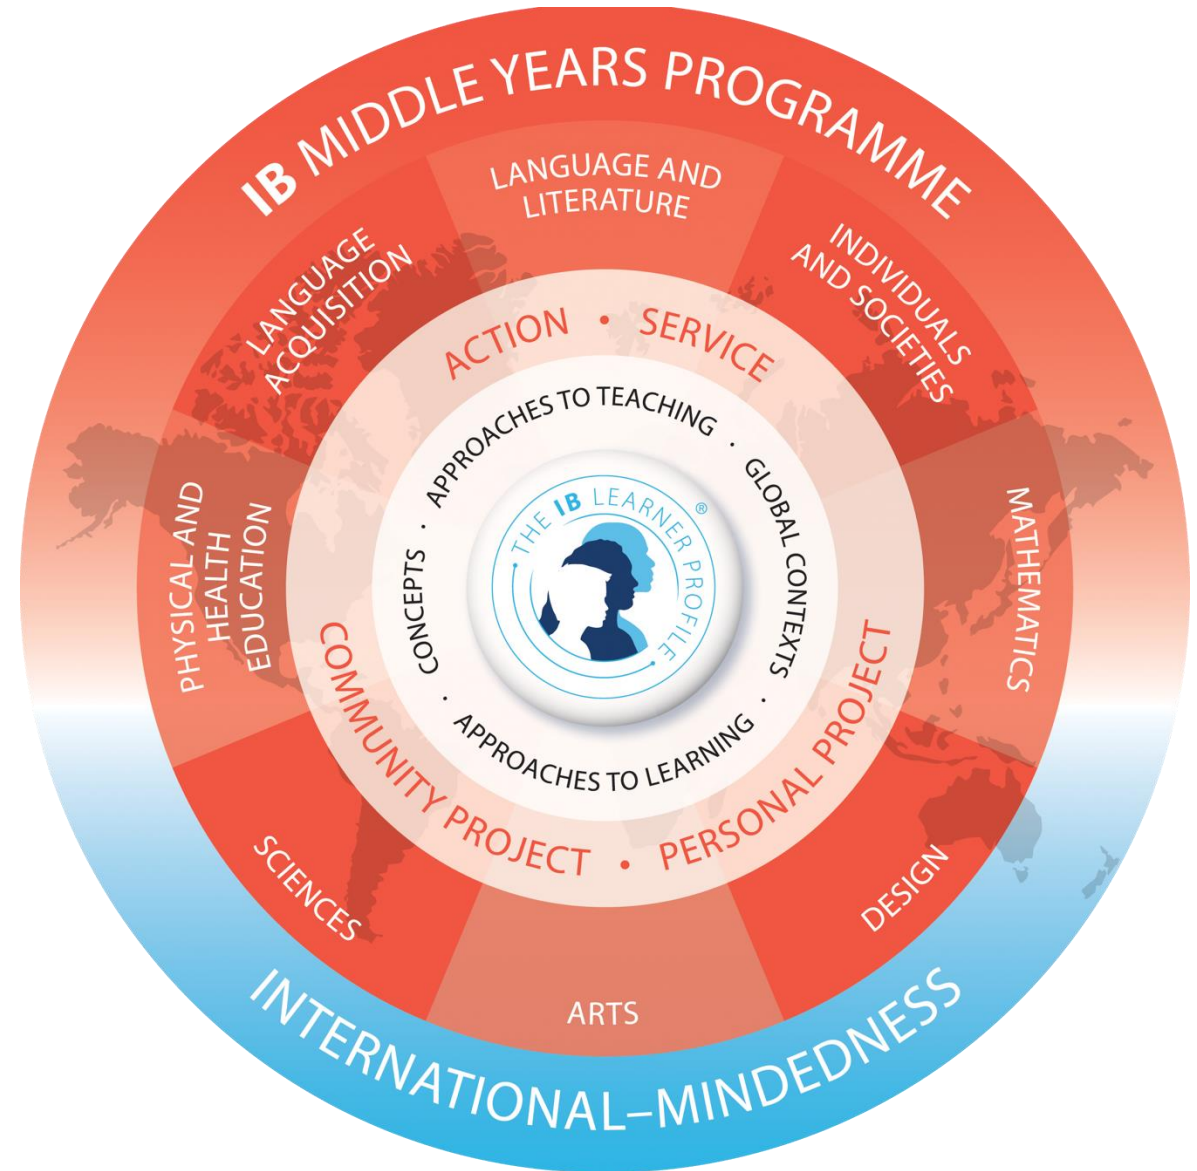 IB MIDDLE YEARS PROGRAMME
LANGUAGE AND
LITERATURE
INDIVIDUALS
AND SOCIETIES
MATHEMATICS
DESIGN
ARTS
SCIENCES
PHYSICAL AND
HEALTH
EDUCATION
LANGUAGE
ACQUISITION
ACTION • SERVICE
COMMUNITY PROJECT • PERSONAL PROJECT
APPROACHES TO TEACHING •
GLOBAL CONTEXTS •
APPROACHES TO LEARNING •
CONCEPTS •
THE IB LEARNER PROFILE ®
INTERNATIONAL–MINDEDNESS